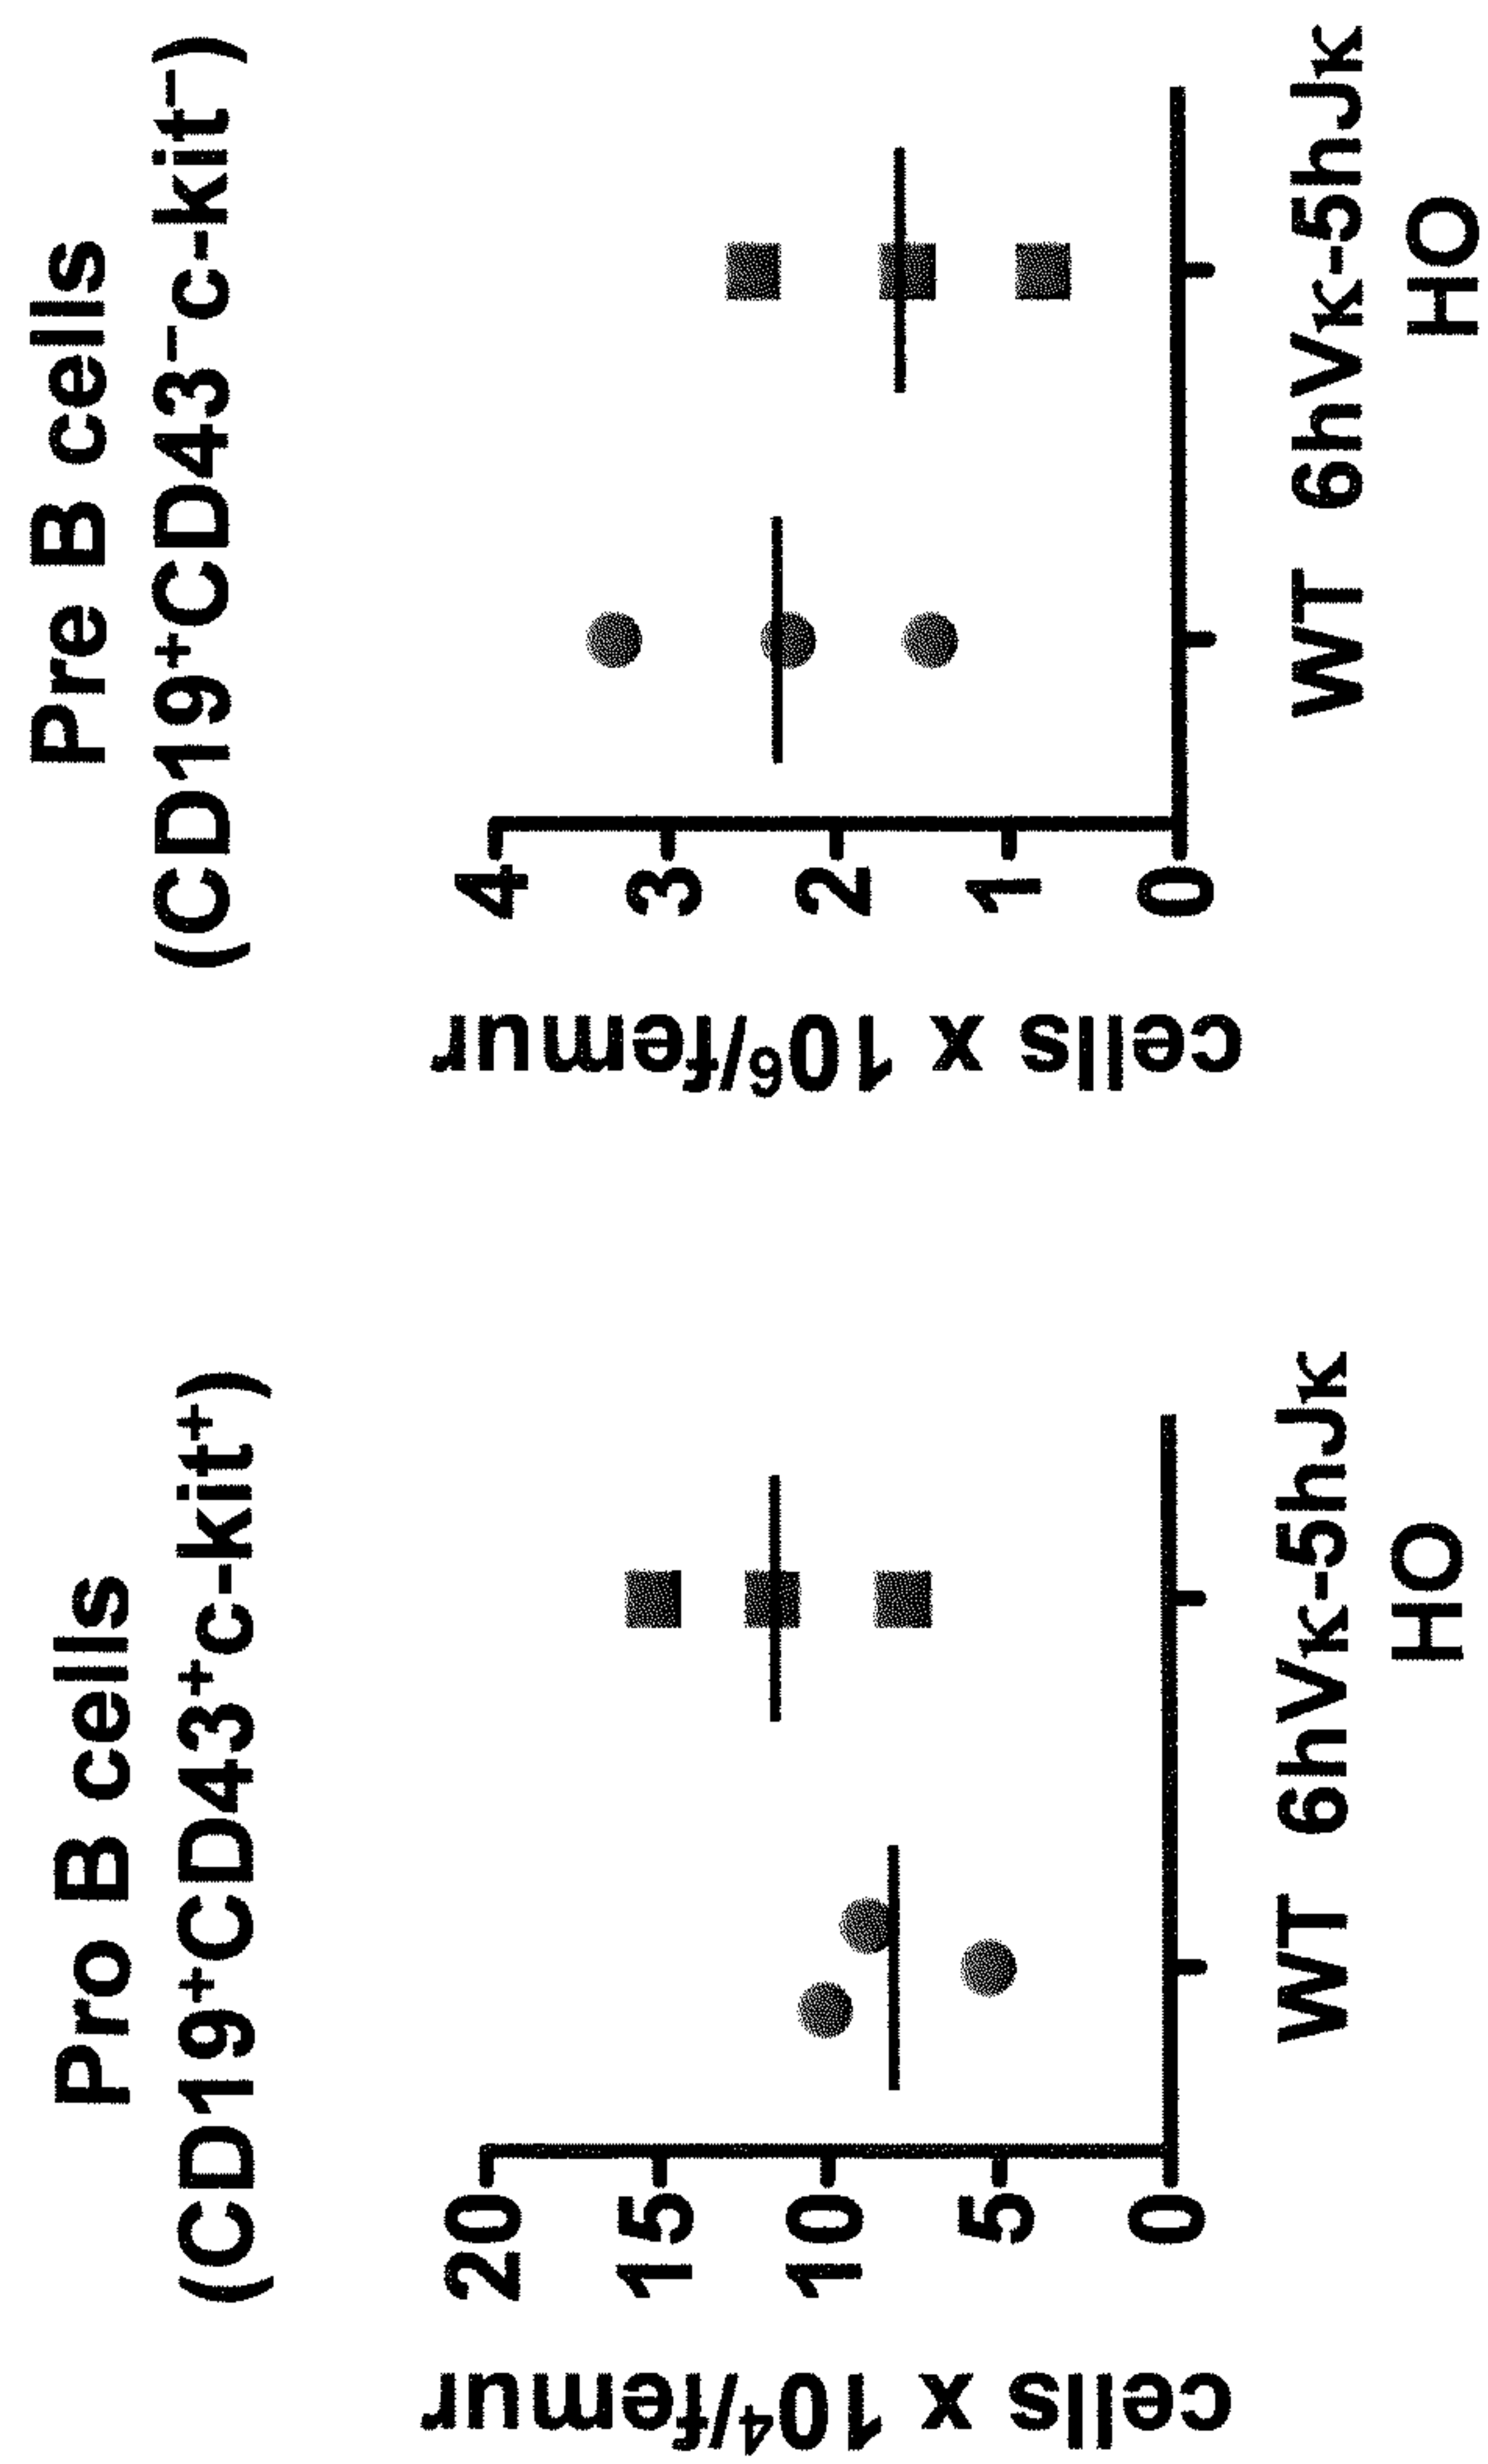 Pro B cells
(CD19⁺CD43⁺c-kit⁺)
cells x 10⁴/femur
20
15
10
5
0
WT 6hVκ-5hJκ
HO
Pre B cells
(CD19⁺CD43⁻c-kit⁻)
cells x 10⁶/femur
4
3
2
1
0
WT 6hVκ-5hJκ
HO